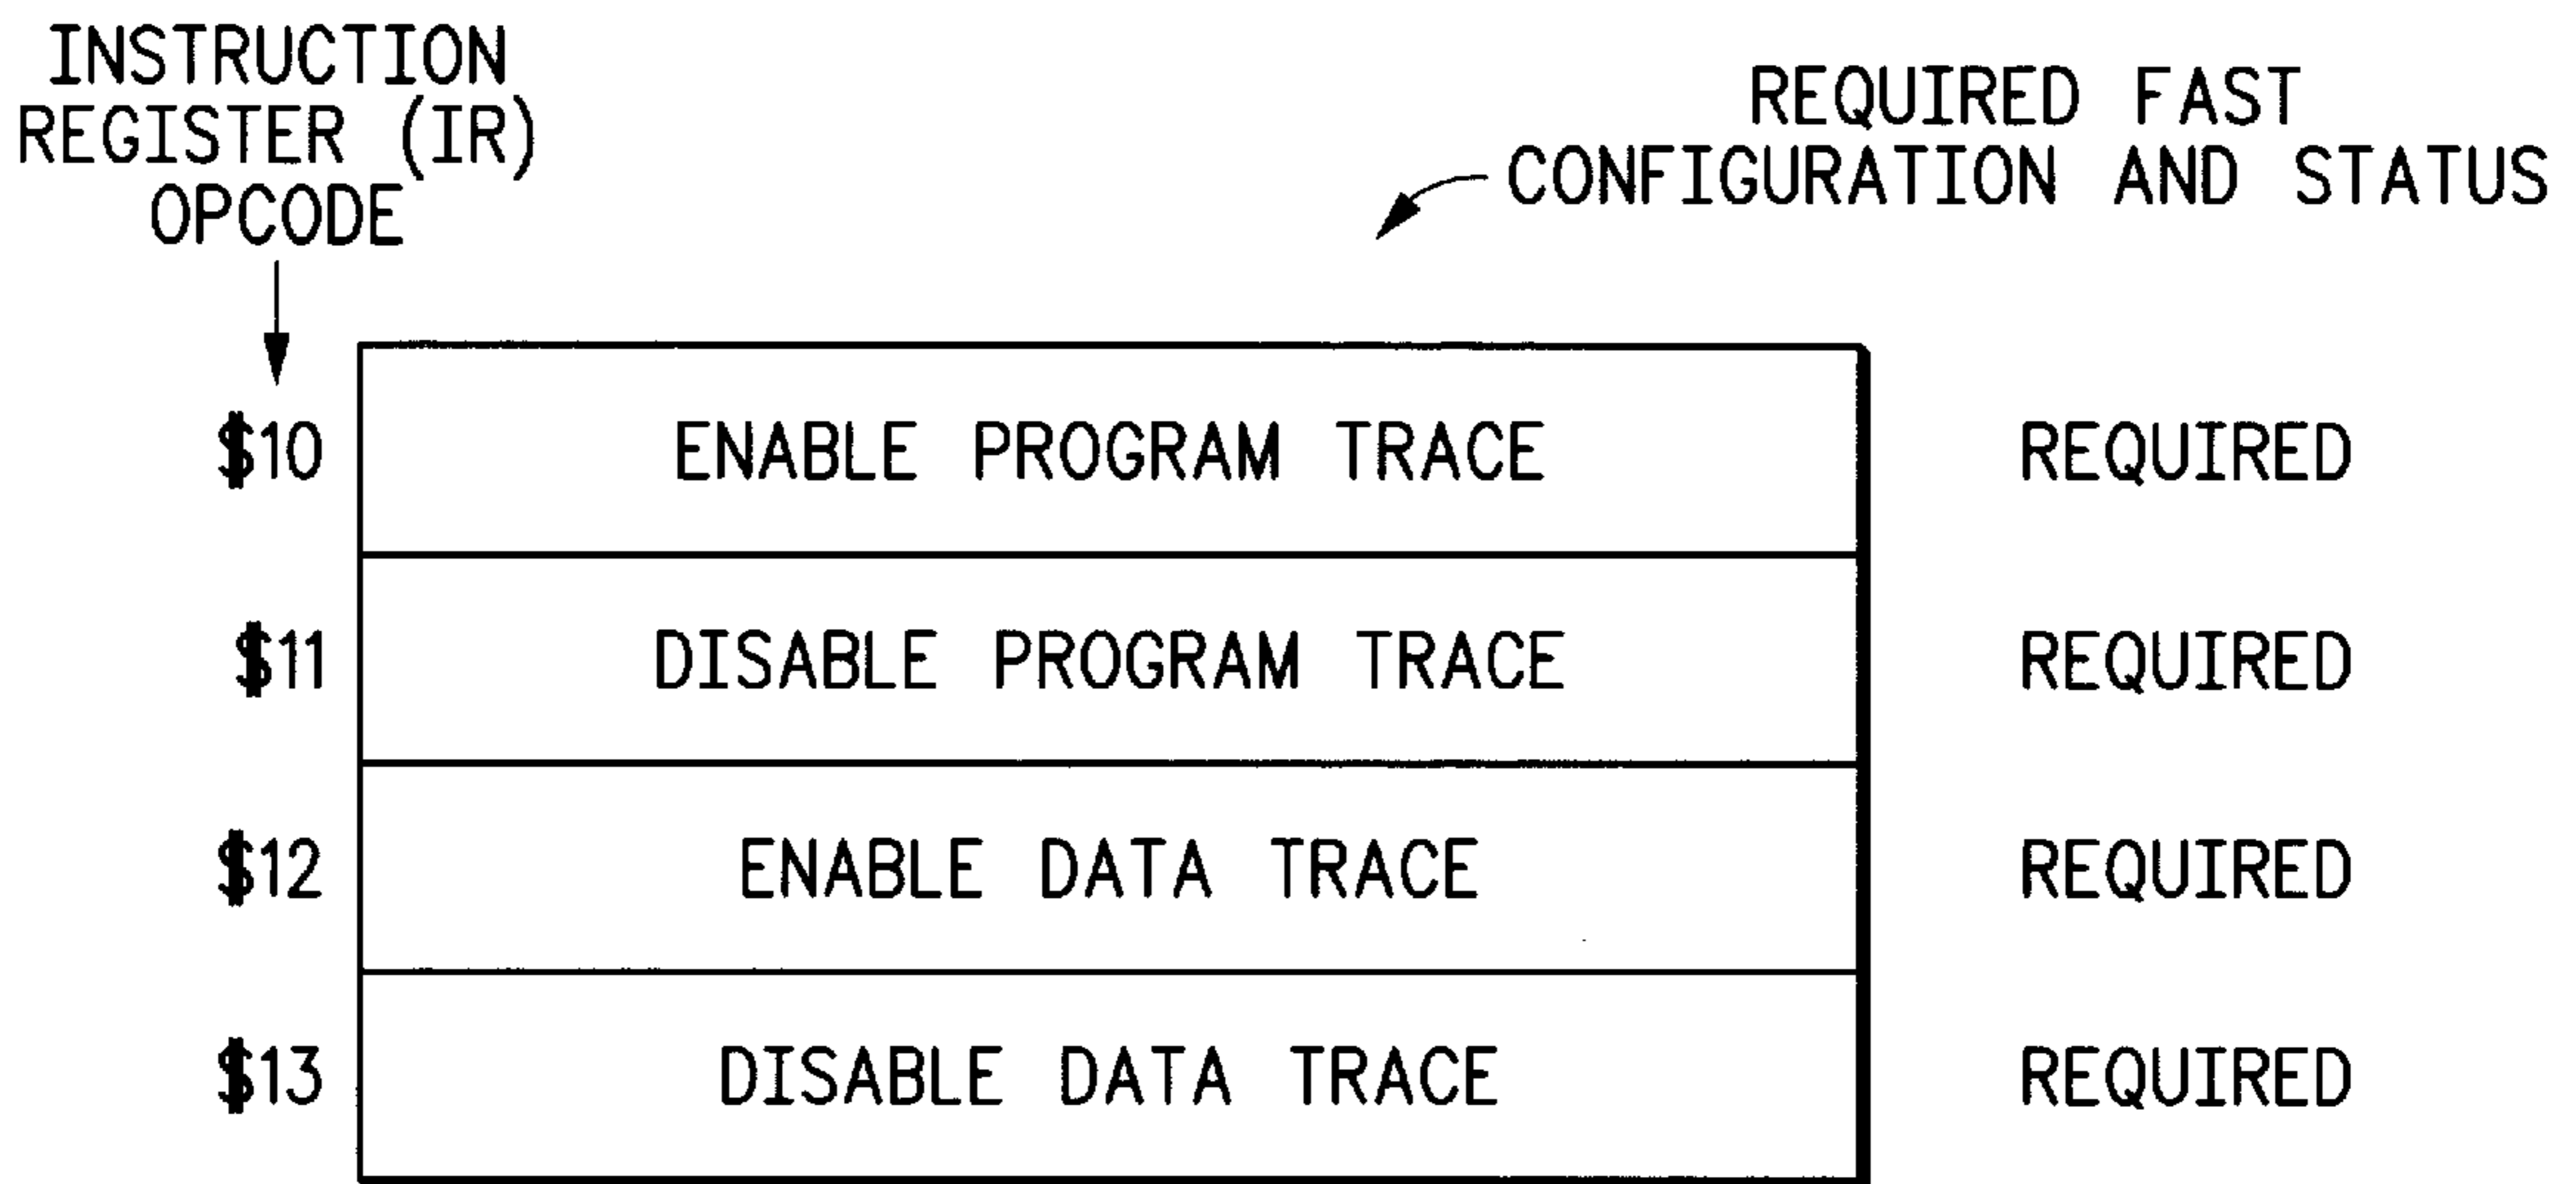 INSTRUCTION
REGISTER (IR)
OPCODE
REQUIRED FAST
CONFIGURATION AND STATUS
$10 ENABLE PROGRAM TRACE REQUIRED
$11 DISABLE PROGRAM TRACE REQUIRED
$12 ENABLE DATA TRACE REQUIRED
$13 DISABLE DATA TRACE REQUIRED